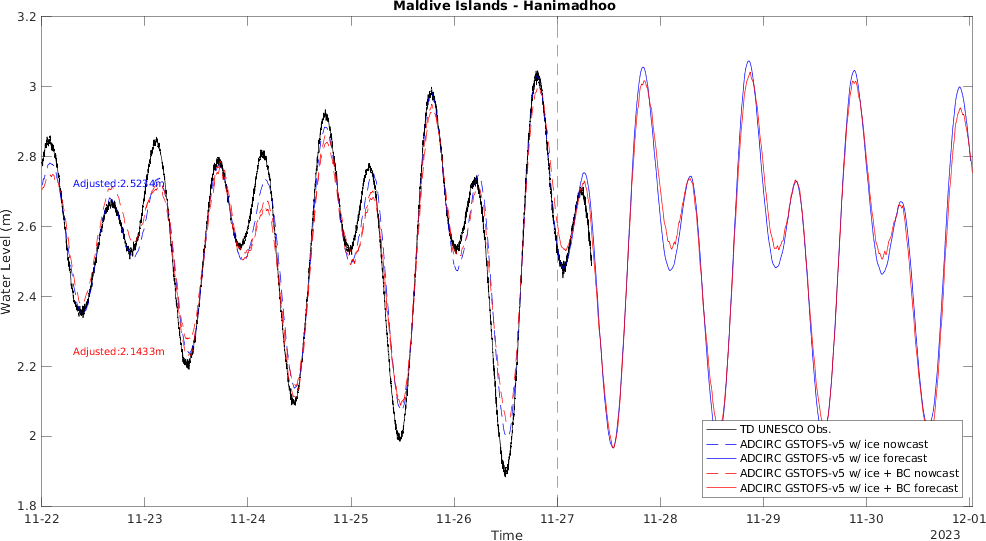 Maldive Islands - Hanimadhoo
Water Level (m)
3.2
3
2.8
2.6
2.4
2.2
2
1.8
Adjusted:2.5234m
Adjusted:2.1433m
TD UNESCO Obs.
ADCIRC GSTOFS-v5 w/ ice nowcast
ADCIRC GSTOFS-v5 w/ ice forecast
ADCIRC GSTOFS-v5 w/ ice + BC nowcast
ADCIRC GSTOFS-v5 w/ ice + BC forecast
11-22 11-23 11-24 11-25 11-26 11-27 11-28 11-29 11-30 12-01
Time
2023